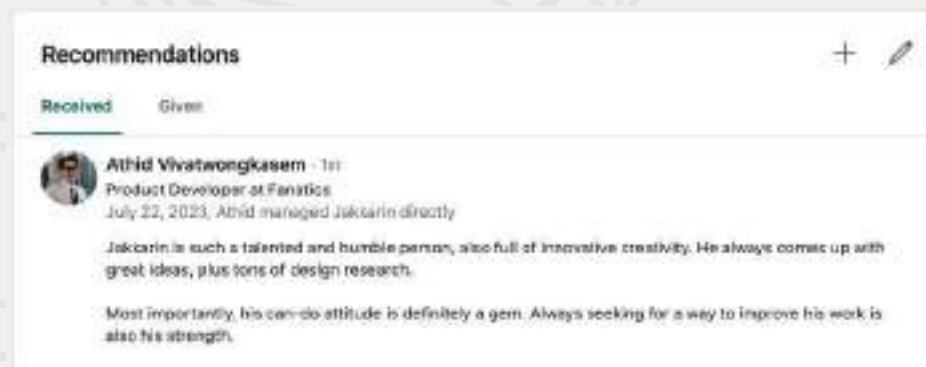 Recommendations
Received Given
Athid Vivatwongkasem · 1st
Product Developer at Fanatics
July 22, 2023, Athid managed Jakkarin directly
Jakkarin is such a talented and humble person, also full of innovative creativity. He always comes up with
great ideas, plus tons of design research.
Most importantly, his can-do attitude is definitely a gem. Always seeking for a way to improve his work is
also his strength.